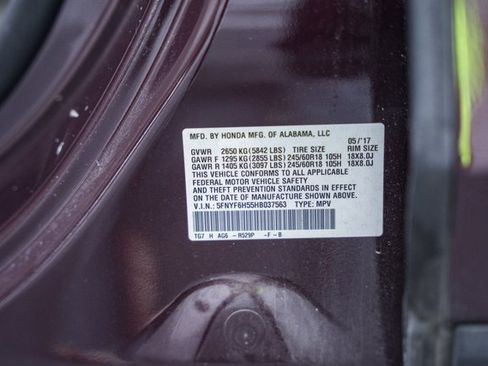 MFD. BY HONDA MFG. OF ALABAMA, LLC 05/'17
GVWR 2650 KG(5842 LBS) TIRE SIZE RIM SIZE
GAWR F 1295 KG(2855 LBS)245/60R18 105H 18X8.0J
GAWR R 1405 KG(3097 LBS)245/60R18 105H 18X8.0J
THIS VEHICLE CONFORMS TO ALL APPLICABLE
FEDERAL MOTOR VEHICLE SAFETY
AND THEFT PREVENTION STANDARDS IN EFFECT
ON THE DATE OF MANUFACTURE SHOWN ABOVE.
V.I.N.: 5FNYF6H55HB037563 TYPE: MPV
TG7 H AG6 - R529P -F -B